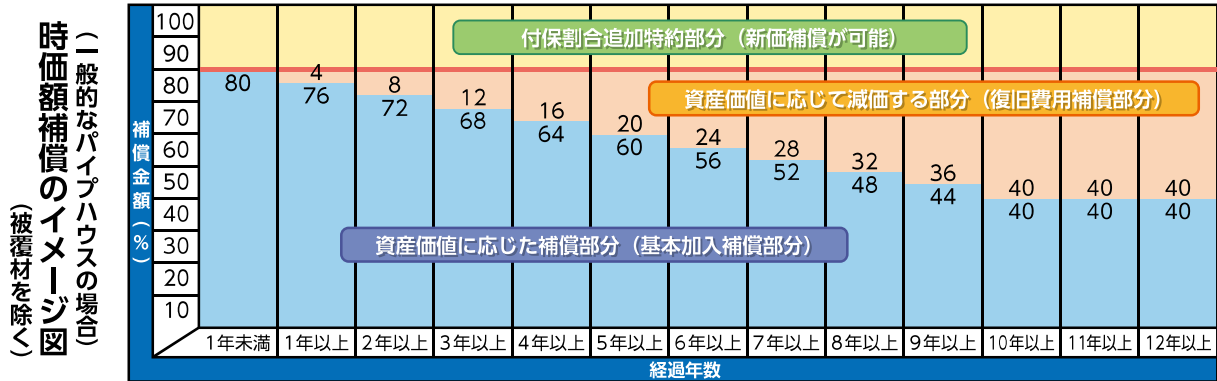 (一般的なパイプハウスの場合)
時価額補償のイメージ図
(被覆材を除く)
補償金額(%)
100
90
80
70
60
50
40
30
20
10
付保割合追加特約部分(新価補償が可能)
資産価値に応じて減価する部分(復旧費用補償部分)
資産価値に応じた補償部分(基本加入補償部分)
4 8 12 16 20 24 28 32 36 40 40 40
80 76 72 68 64 60 56 52 48 44 40 40 40
1年未満 1年以上 2年以上 3年以上 4年以上 5年以上 6年以上 7年以上 8年以上 9年以上 10年以上 11年以上 12年以上
経過年数